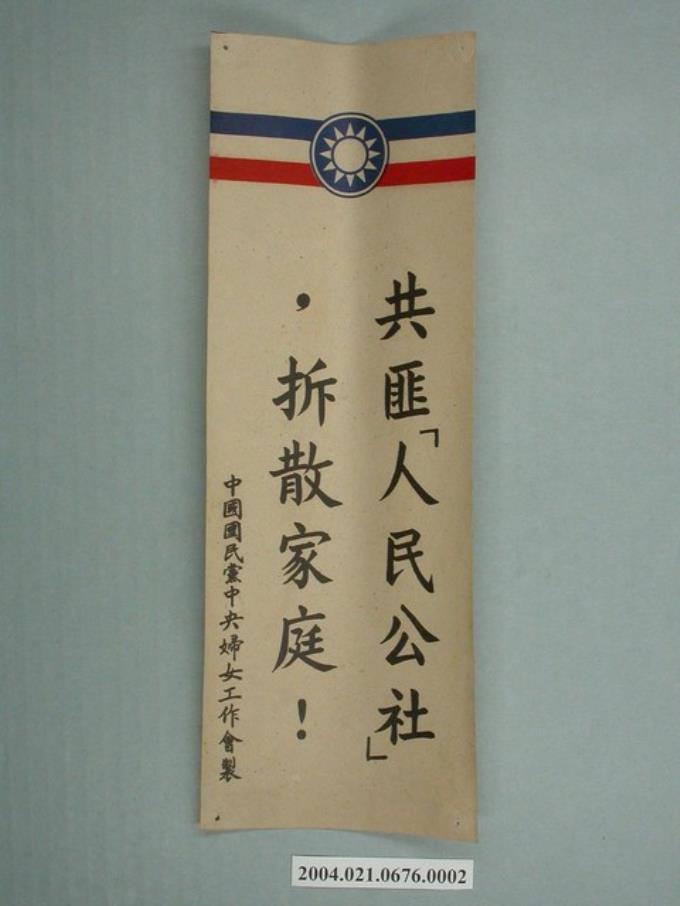 共匪「人民公社」
，拆散家庭！
中國國民黨中央婦女工作會製
2004.021.0676.0002